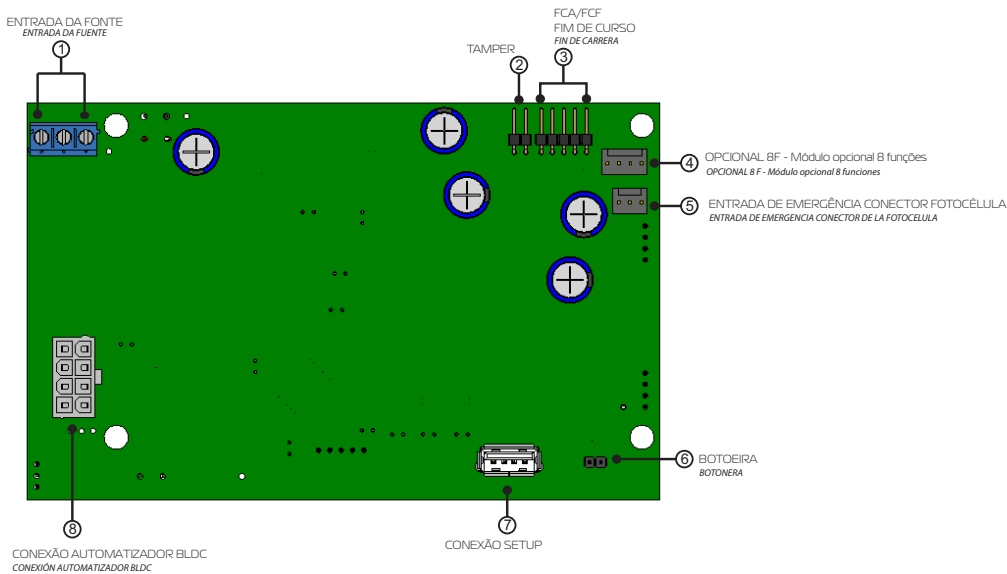 ENTRADA DA FONTE
ENTRADA DA FUENTE
1
TAMPER
2
FCA/FCF
FIM DE CURSO
FIN DE CARRERA
3
4 OPCIONAL 8F - Módulo opcional 8 funções
OPCIONAL 8 F - Módulo opcional 8 funciones
5 ENTRADA DE EMERGÊNCIA CONECTOR FOTOCÉLULA
ENTRADA DE EMERGENCIA CONECTOR DE LA FOTOCELULA
6 BOTOEIRA
BOTONERA
7
CONEXÃO SETUP
8
CONEXÃO AUTOMATIZADOR BLDC
CONEXIÓN AUTOMATIZADOR BLDC